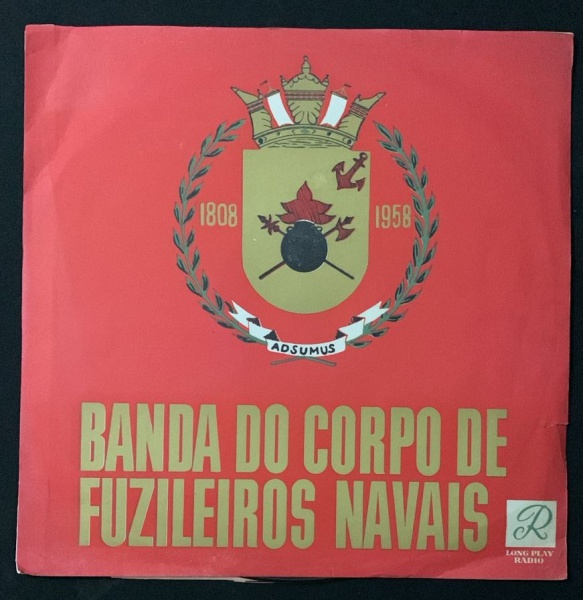 1808
1958
ADSUMUS
BANDA DO CORPO DE
FUZILEIROS NAVAIS
R
LONG PLAY
RADIO